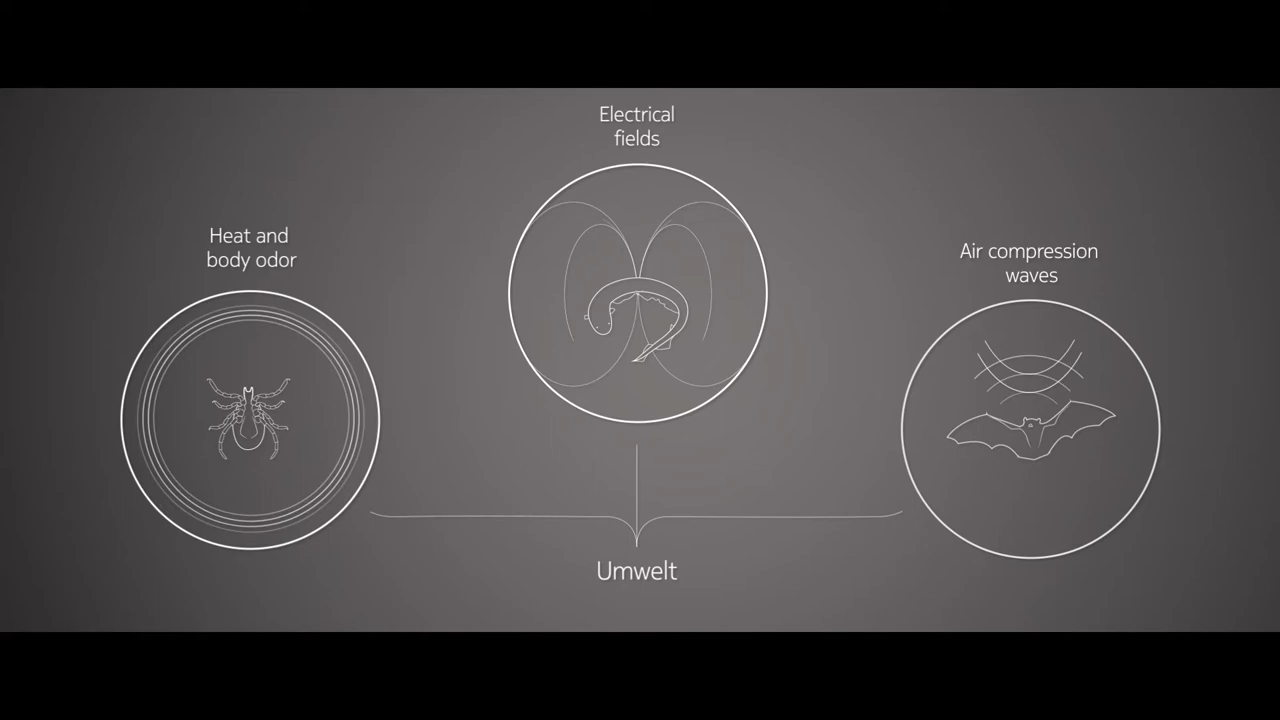 Electrical
fields
Heat and
body odor
Air compression
waves
Umwelt